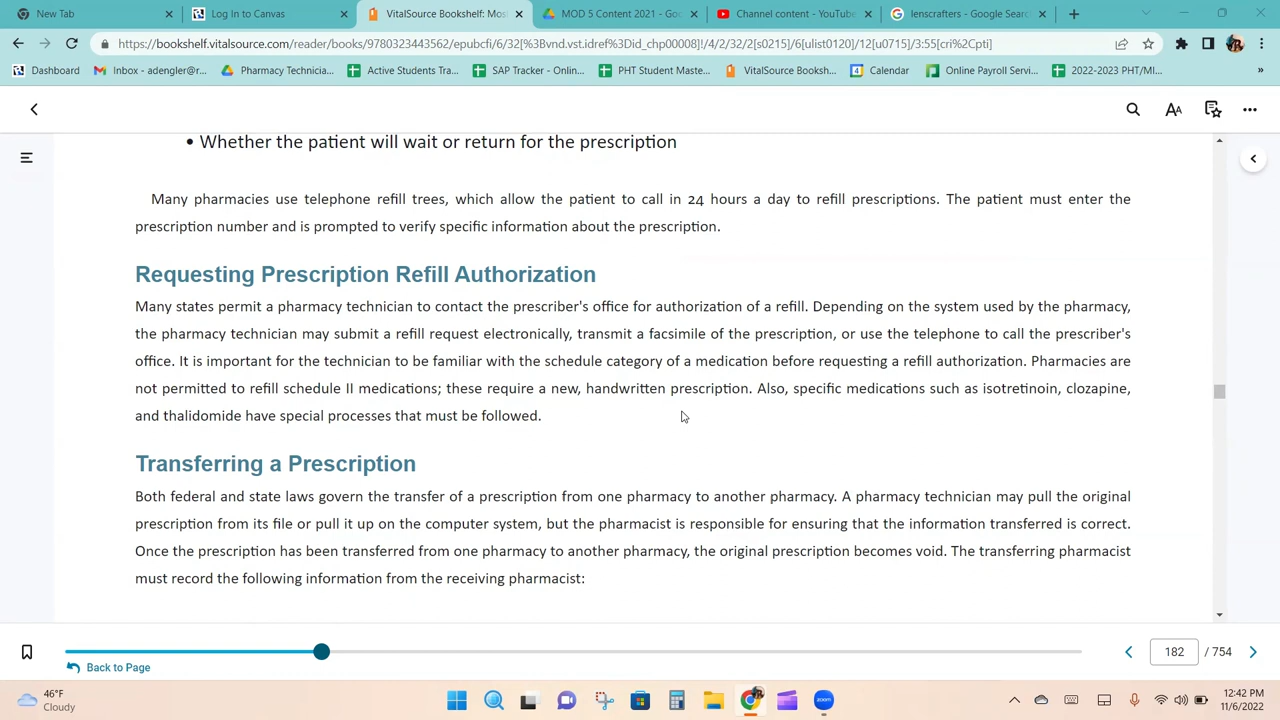 New Tab
Log In to Canvas
VitalSource Bookshelf: Mos
MOD 5 Content 2021 - Go
Channel content - YouTube
lenscrafters - Google Sear
https://bookshelf.vitalsource.com/reader/books/9780323443562/epubcfi/6/32[%3Bvnd.vst.idref%3Did_chp00008]!/4/2/32/2[s0215]/6[ulist0120]/12[u0715]/3:55[cri%2Cpti]
Dashboard
Inbox - adengler@r...
Pharmacy Technicia...
Active Students Tra...
SAP Tracker - Onlin...
PHT Student Maste...
VitalSource Booksh...
Calendar
Online Payroll Servi...
2022-2023 PHT/MI...
»
AA
• Whether the patient will wait or return for the prescription
Many pharmacies use telephone refill trees, which allow the patient to call in 24 hours a day to refill prescriptions. The patient must enter the
prescription number and is prompted to verify specific information about the prescription.
Requesting Prescription Refill Authorization
Many states permit a pharmacy technician to contact the prescriber's office for authorization of a refill. Depending on the system used by the pharmacy,
the pharmacy technician may submit a refill request electronically, transmit a facsimile of the prescription, or use the telephone to call the prescriber's
office. It is important for the technician to be familiar with the schedule category of a medication before requesting a refill authorization. Pharmacies are
not permitted to refill schedule II medications; these require a new, handwritten prescription. Also, specific medications such as isotretinoin, clozapine,
and thalidomide have special processes that must be followed.
Transferring a Prescription
Both federal and state laws govern the transfer of a prescription from one pharmacy to another pharmacy. A pharmacy technician may pull the original
prescription from its file or pull it up on the computer system, but the pharmacist is responsible for ensuring that the information transferred is correct.
Once the prescription has been transferred from one pharmacy to another pharmacy, the original prescription becomes void. The transferring pharmacist
must record the following information from the receiving pharmacist:
Back to Page
182 / 754
46°F
Cloudy
zoom
12:42 PM
11/6/2022